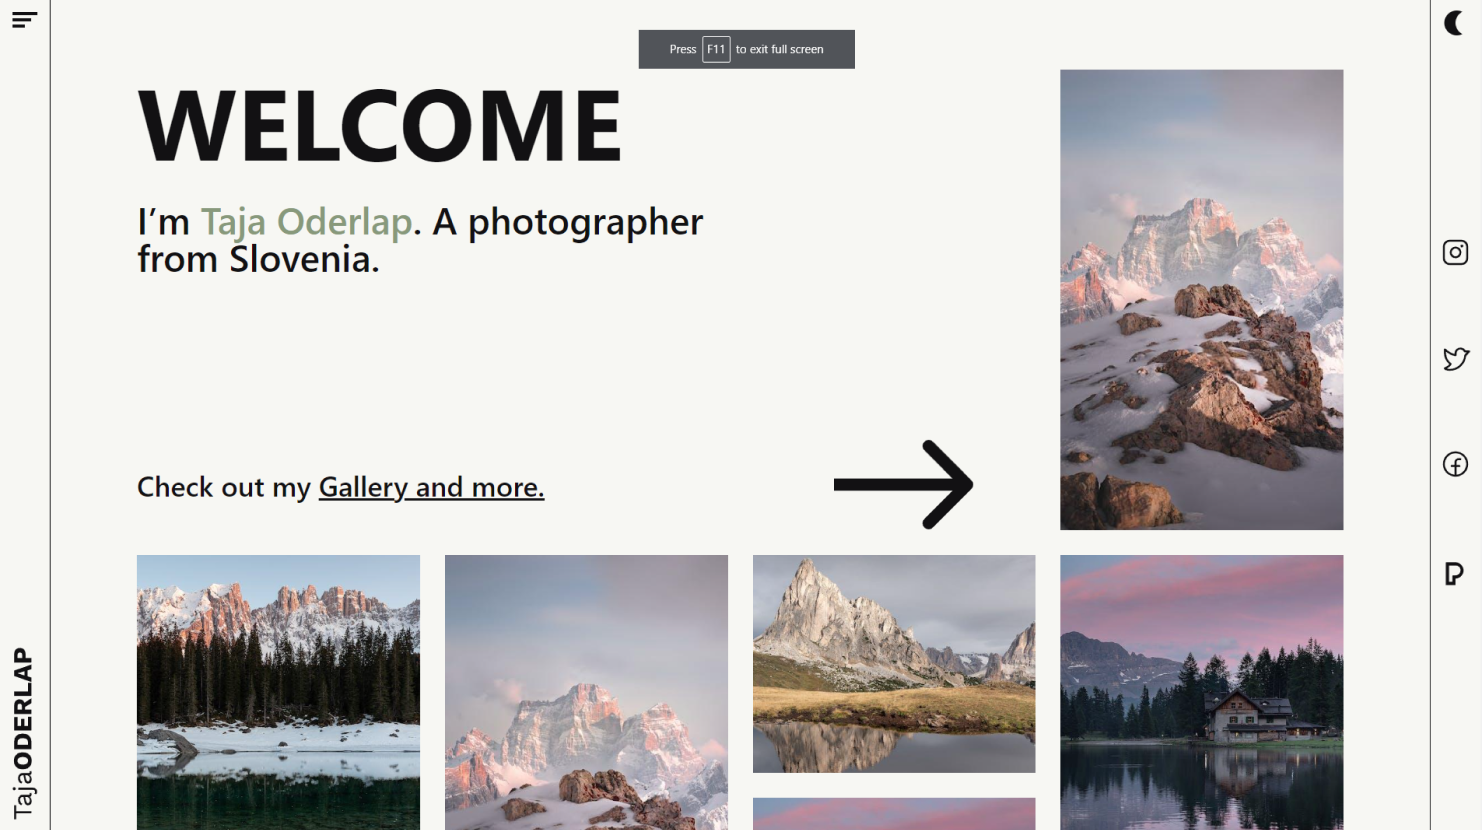 Press F11 to exit full screen
WELCOME
I’m Taja Oderlap. A photographer
from Slovenia.
Check out my Gallery and more.
TajaODERLAP